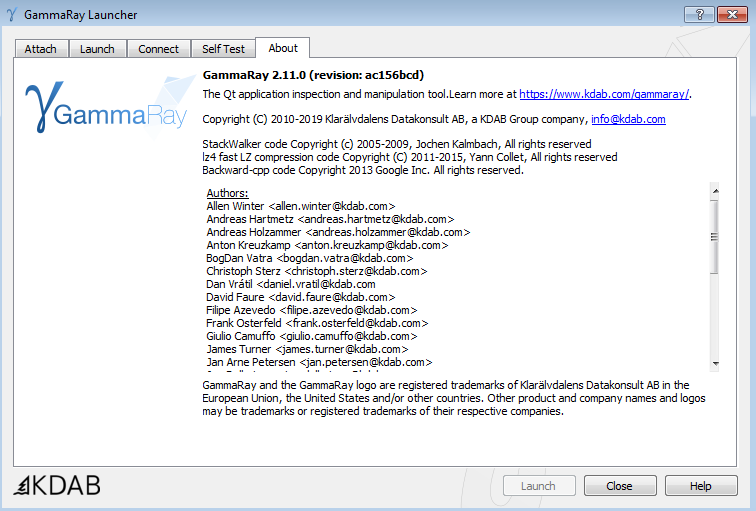 GammaRay Launcher
Attach Launch Connect Self Test About
GammaRay
GammaRay 2.11.0 (revision: ac156bcd)
The Qt application inspection and manipulation tool.Learn more at https://www.kdab.com/gammaray/.
Copyright (C) 2010-2019 Klarälvdalens Datakonsult AB, a KDAB Group company, info@kdab.com
StackWalker code Copyright (c) 2005-2009, Jochen Kalmbach, All rights reserved
lz4 fast LZ compression code Copyright (C) 2011-2015, Yann Collet, All rights reserved
Backward-cpp code Copyright 2013 Google Inc. All rights reserved.
Authors:
Allen Winter <allen.winter@kdab.com>
Andreas Hartmetz <andreas.hartmetz@kdab.com>
Andreas Holzammer <andreas.holzammer@kdab.com>
Anton Kreuzkamp <anton.kreuzkamp@kdab.com>
BogDan Vatra <bogdan.vatra@kdab.com>
Christoph Sterz <christoph.sterz@kdab.com>
Dan Vrátil <daniel.vratil@kdab.com
David Faure <david.faure@kdab.com>
Filipe Azevedo <filipe.azevedo@kdab.com>
Frank Osterfeld <frank.osterfeld@kdab.com>
Giulio Camuffo <giulio.camuffo@kdab.com>
James Turner <james.turner@kdab.com>
Jan Arne Petersen <jan.petersen@kdab.com>
GammaRay and the GammaRay logo are registered trademarks of Klarälvdalens Datakonsult AB in the
European Union, the United States and/or other countries. Other product and company names and logos
may be trademarks or registered trademarks of their respective companies.
KDAB
Launch Close Help